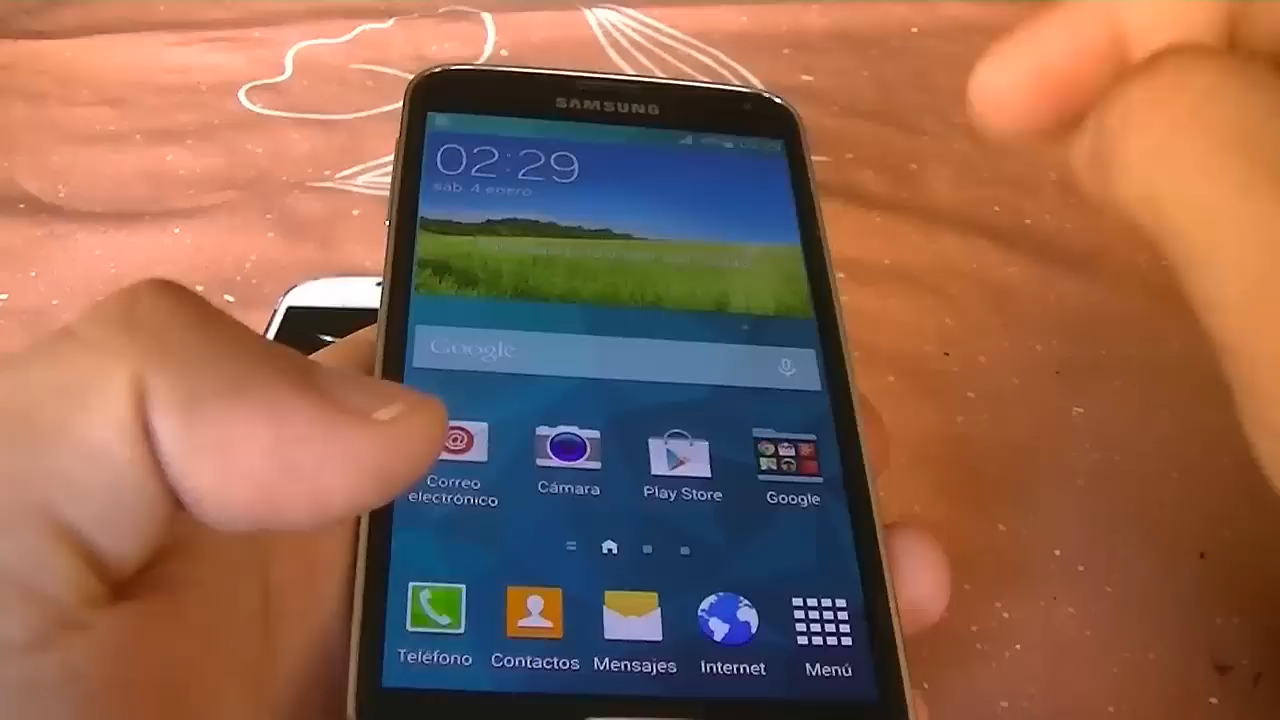 SAMSUNG
02:29
sáb. 4 enero
Google
Correo
electrónico
Cámara
Play Store
Google
Teléfono
Contactos
Mensajes
Internet
Menú